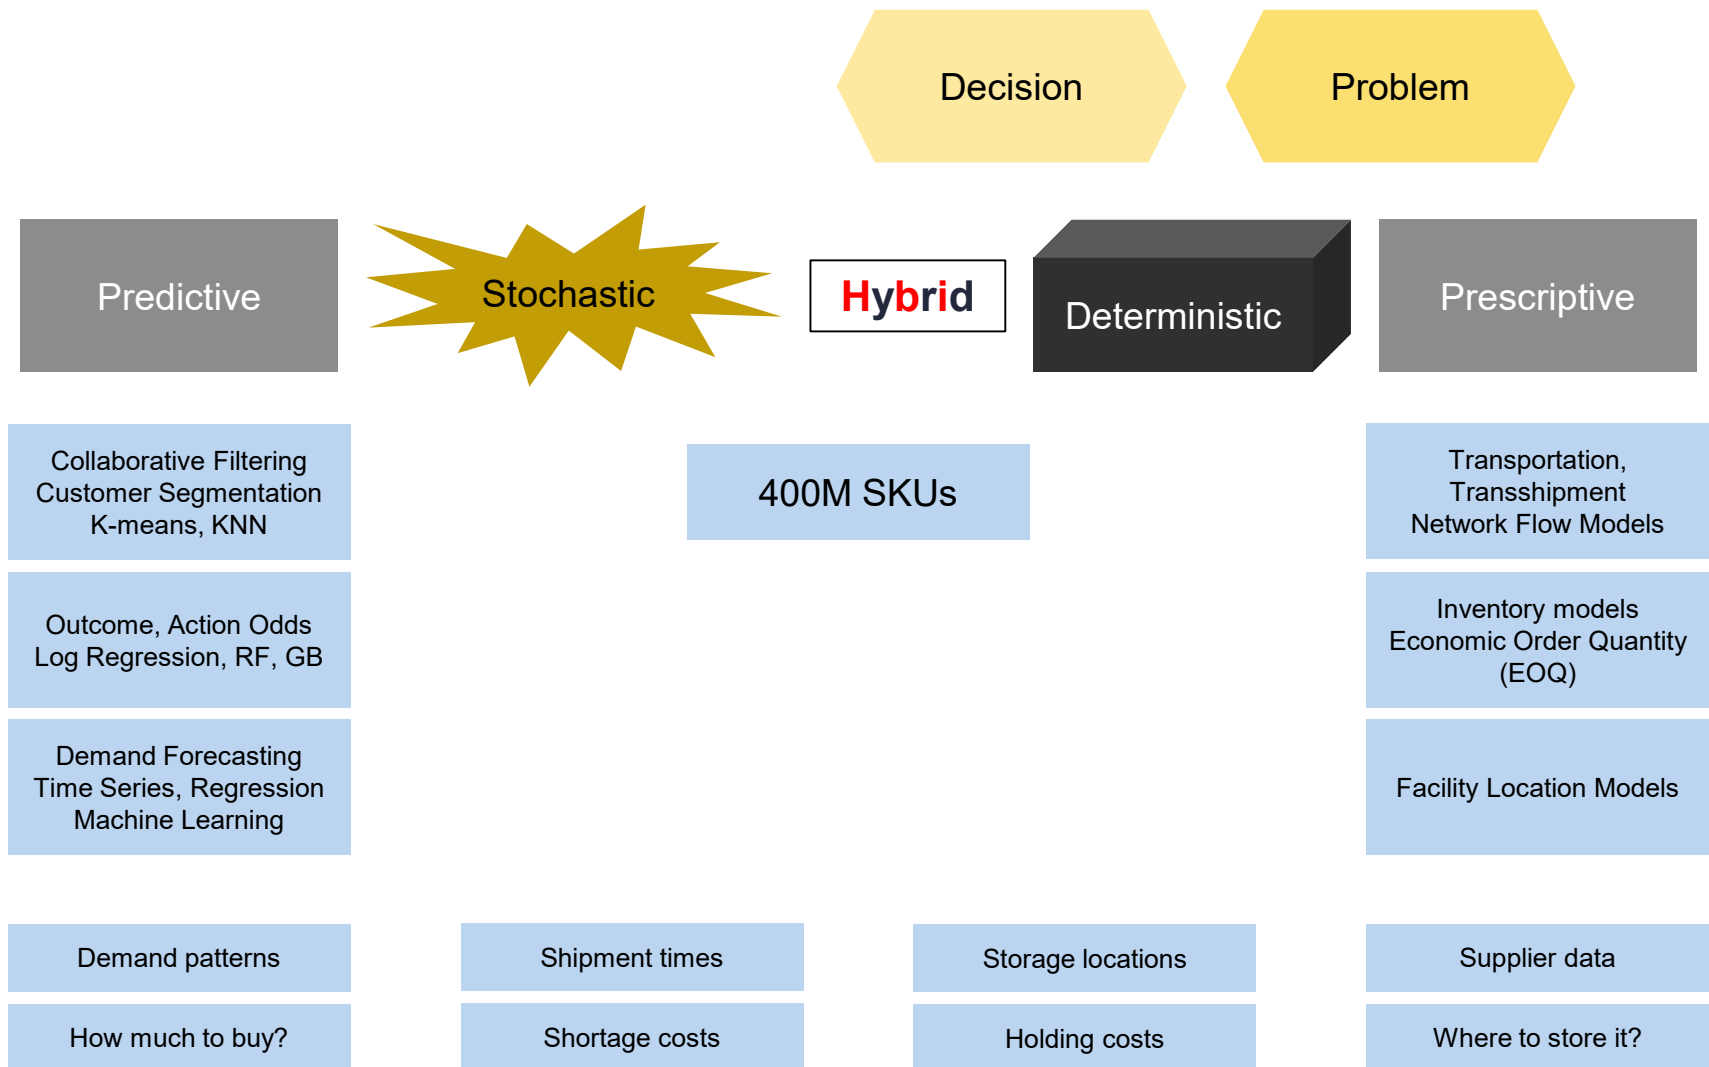 Decision
Problem
Predictive
Stochastic
Hybrid
Deterministic
Prescriptive
Collaborative Filtering
Customer Segmentation
K-means, KNN
400M SKUs
Transportation,
Transshipment
Network Flow Models
Outcome, Action Odds
Log Regression, RF, GB
Inventory models
Economic Order Quantity
(EOQ)
Demand Forecasting
Time Series, Regression
Machine Learning
Facility Location Models
Demand patterns
Shipment times
Storage locations
Supplier data
How much to buy?
Shortage costs
Holding costs
Where to store it?